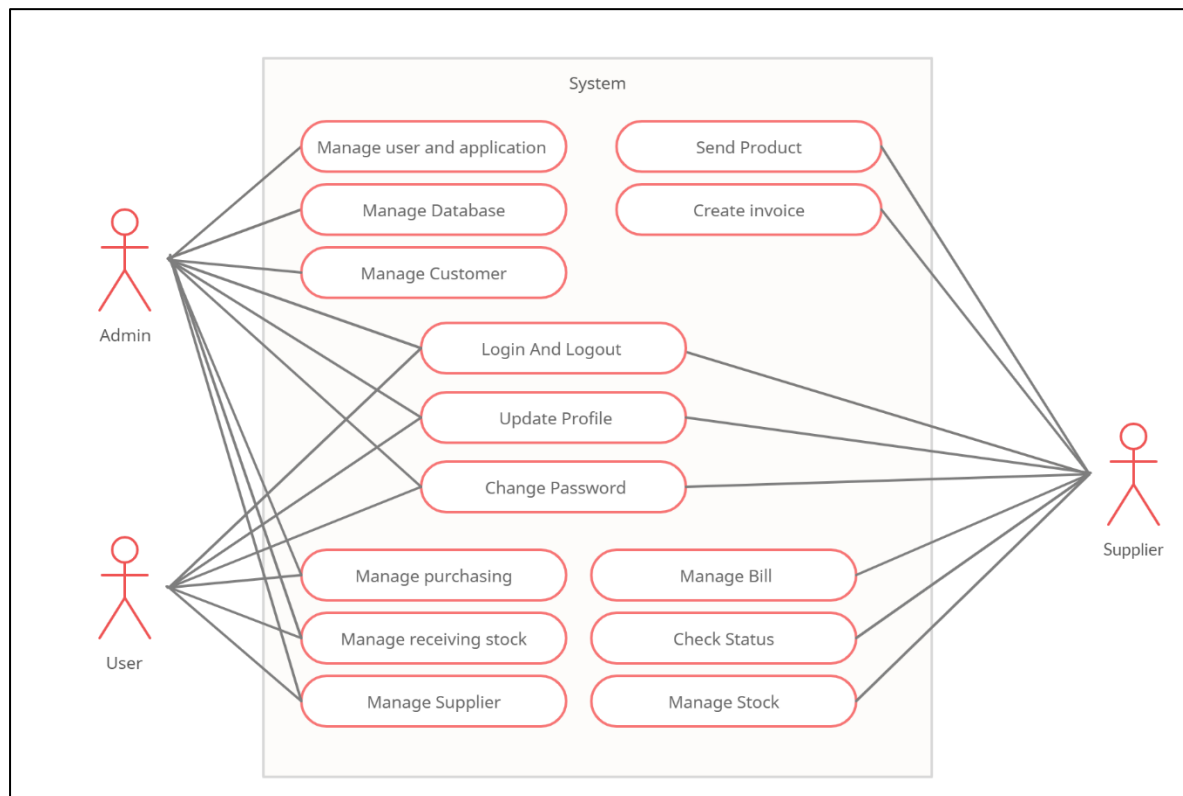 System
Manage user and application
Send Product
Manage Database
Create invoice
Manage Customer
Admin
Login And Logout
Update Profile
Change Password
Supplier
Manage purchasing
Manage Bill
Manage receiving stock
Check Status
User
Manage Supplier
Manage Stock